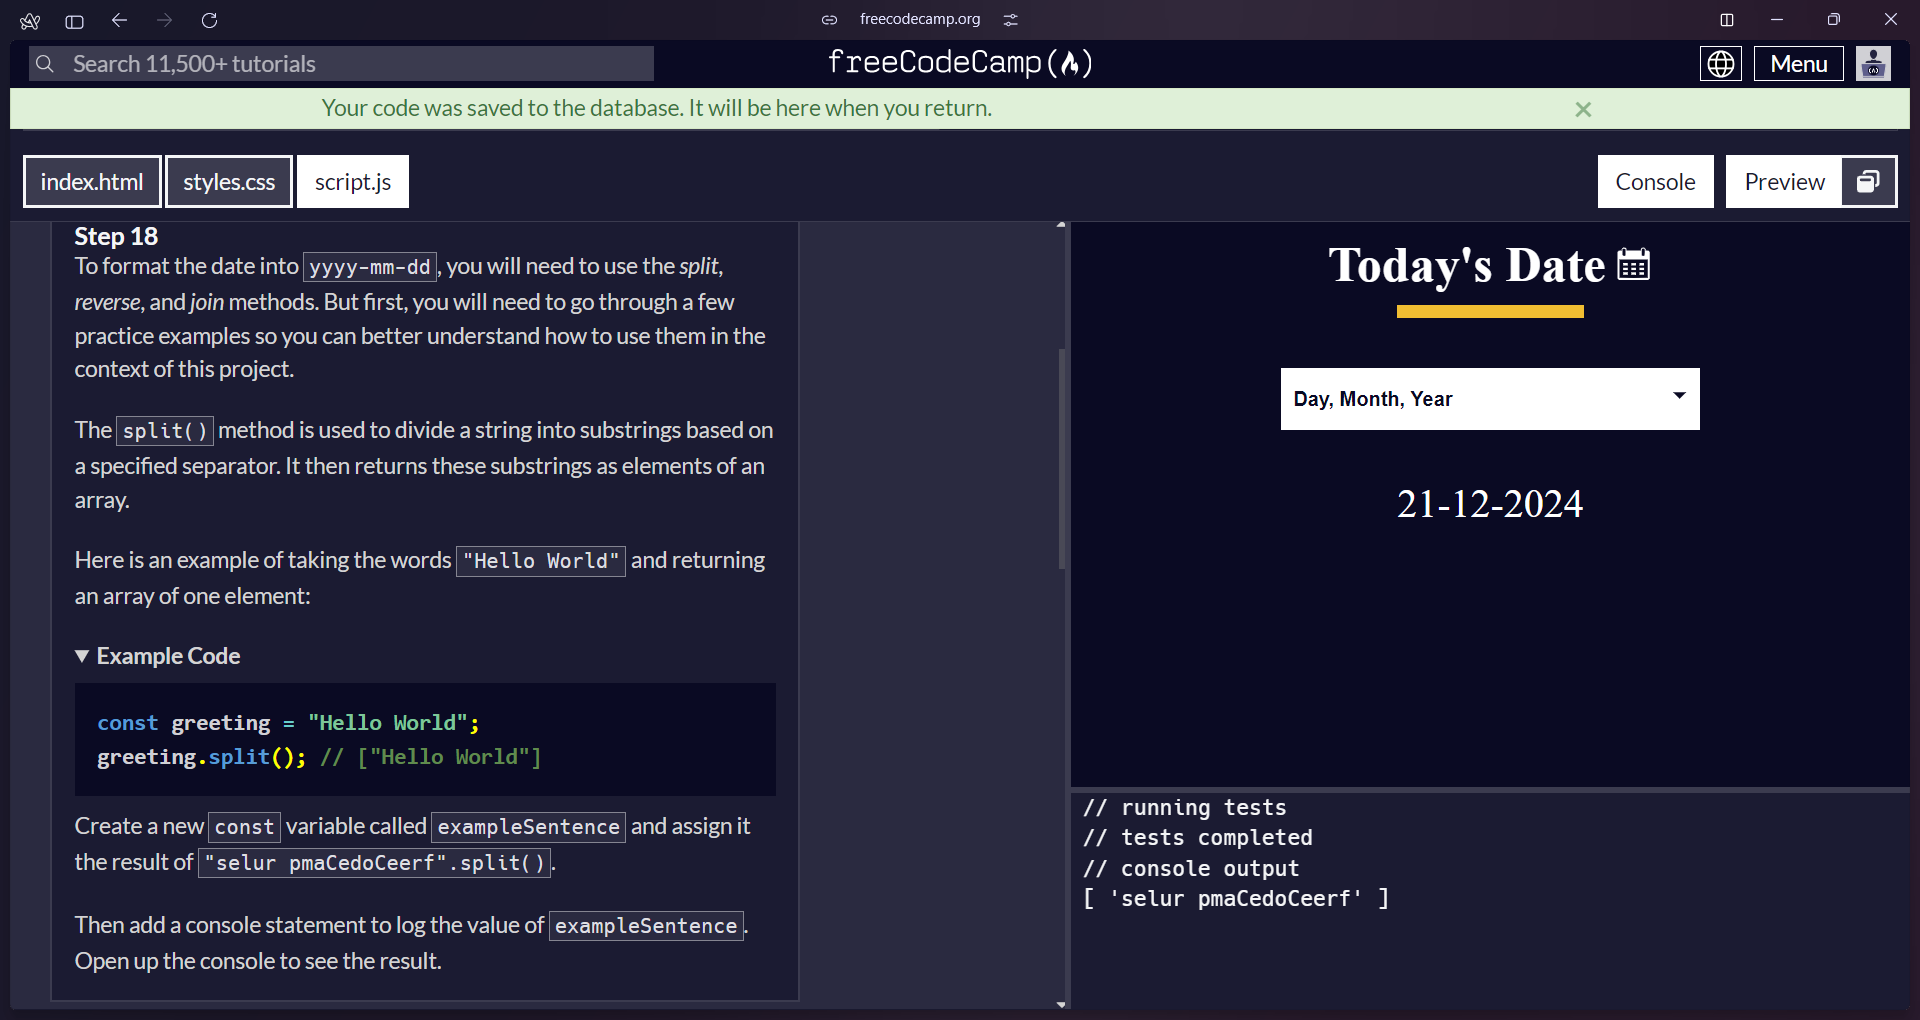 freecodecamp.org
Search 11,500+ tutorials
freeCodeCamp(🔥)
Menu
Your code was saved to the database. It will be here when you return.
index.html
styles.css
script.js
Console
Preview
Step 18
To format the date into yyyy-mm-dd, you will need to use the split,
reverse, and join methods. But first, you will need to go through a few
practice examples so you can better understand how to use them in the
context of this project.
The split() method is used to divide a string into substrings based on
a specified separator. It then returns these substrings as elements of an
array.
Here is an example of taking the words "Hello World" and returning
an array of one element:
Example Code
const greeting = "Hello World";
greeting.split(); // ["Hello World"]
Create a new const variable called exampleSentence and assign it
the result of "selur pmaCedoCeerf".split().
Then add a console statement to log the value of exampleSentence.
Open up the console to see the result.
Today's Date
Day, Month, Year
21-12-2024
// running tests
// tests completed
// console output
[ 'selur pmaCedoCeerf' ]